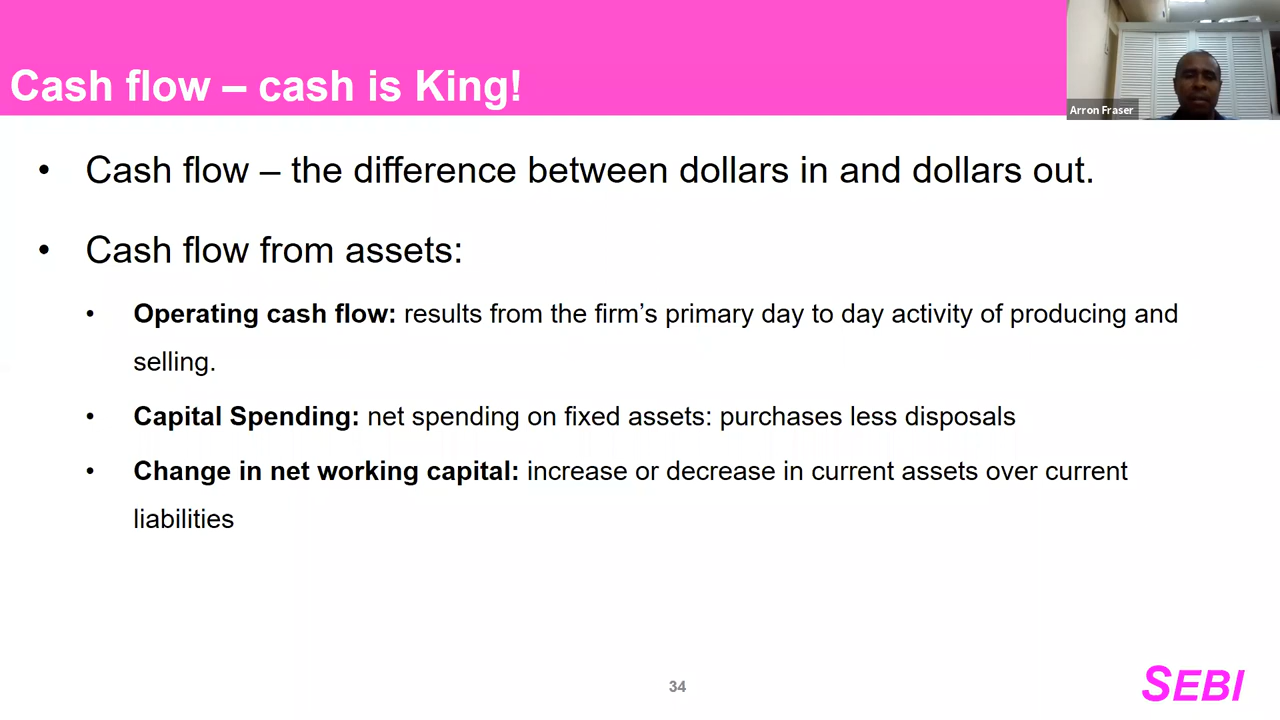 Cash flow – cash is King!
Arron Fraser
• Cash flow – the difference between dollars in and dollars out.
• Cash flow from assets:
• Operating cash flow: results from the firm’s primary day to day activity of producing and
selling.
• Capital Spending: net spending on fixed assets: purchases less disposals
• Change in net working capital: increase or decrease in current assets over current
liabilities
34
SEBI